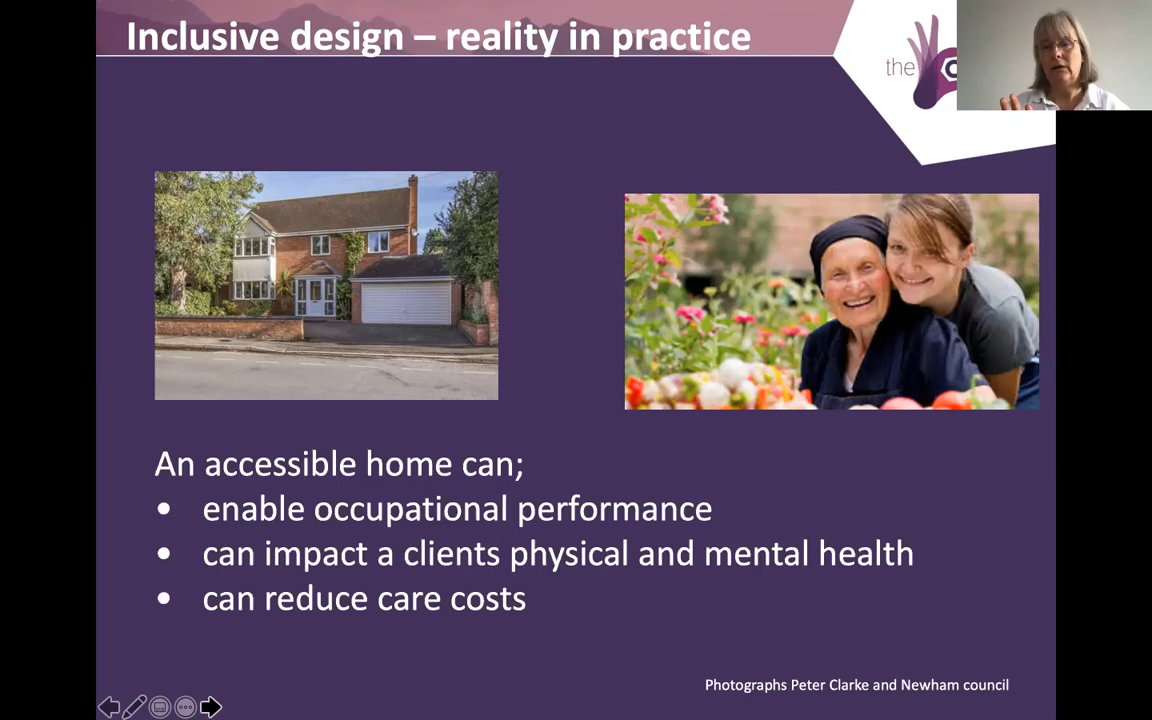 Inclusive design – reality in practice
the
An accessible home can;
• enable occupational performance
• can impact a clients physical and mental health
• can reduce care costs
Photographs Peter Clarke and Newham council